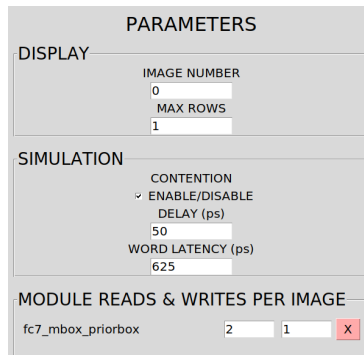 PARAMETERS
DISPLAY
IMAGE NUMBER
0
MAX ROWS
1
SIMULATION
CONTENTION
ENABLE/DISABLE
DELAY (ps)
50
WORD LATENCY (ps)
625
MODULE READS & WRITES PER IMAGE
fc7_mbox_priorbox 2 1 X